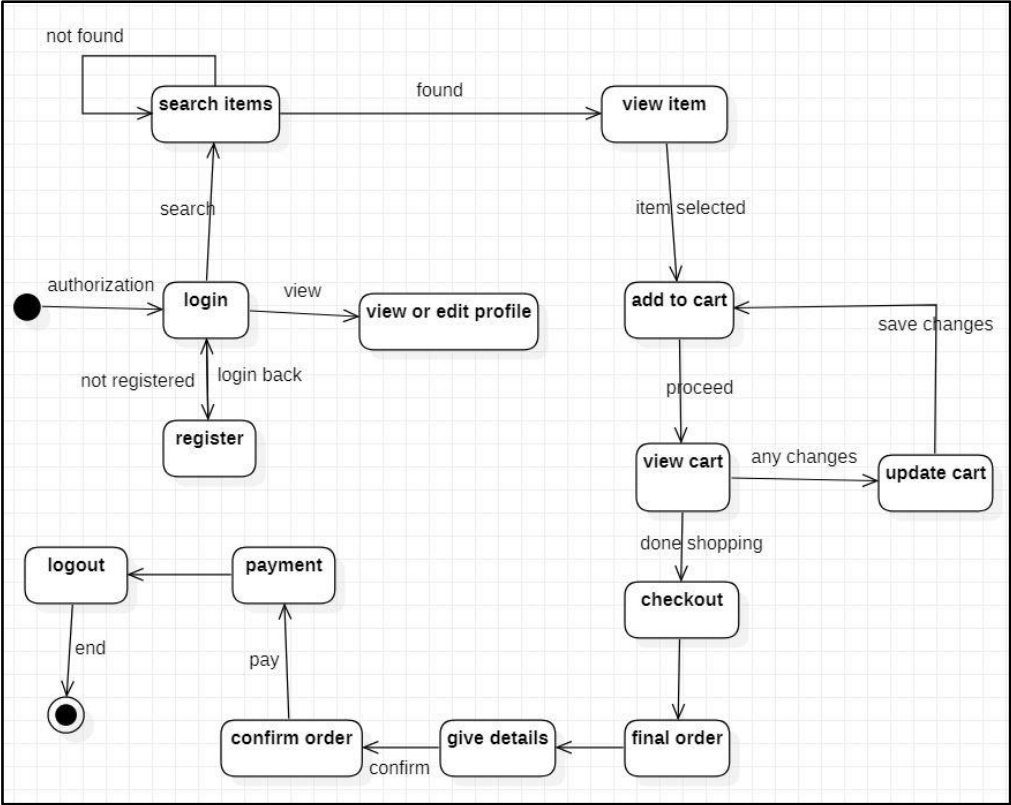 not found
search items
found
view item
search
item selected
authorization
login
view
view or edit profile
add to cart
save changes
not registered
login back
proceed
register
view cart
any changes
update cart
done shopping
logout
payment
checkout
end
pay
confirm order
confirm
give details
final order